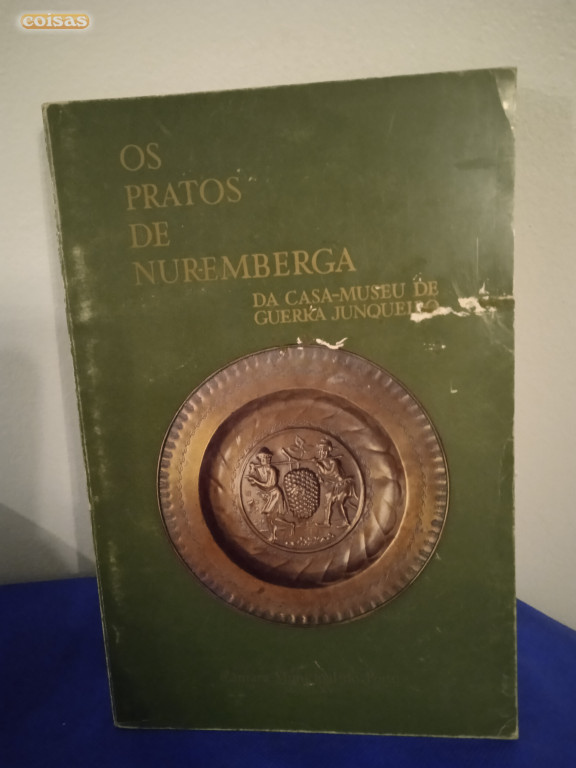 coisas
OS
PRATOS
DE
NUREMBERGA
DA CASA-MUSEU DE
GUERRA JUNQUEIRO